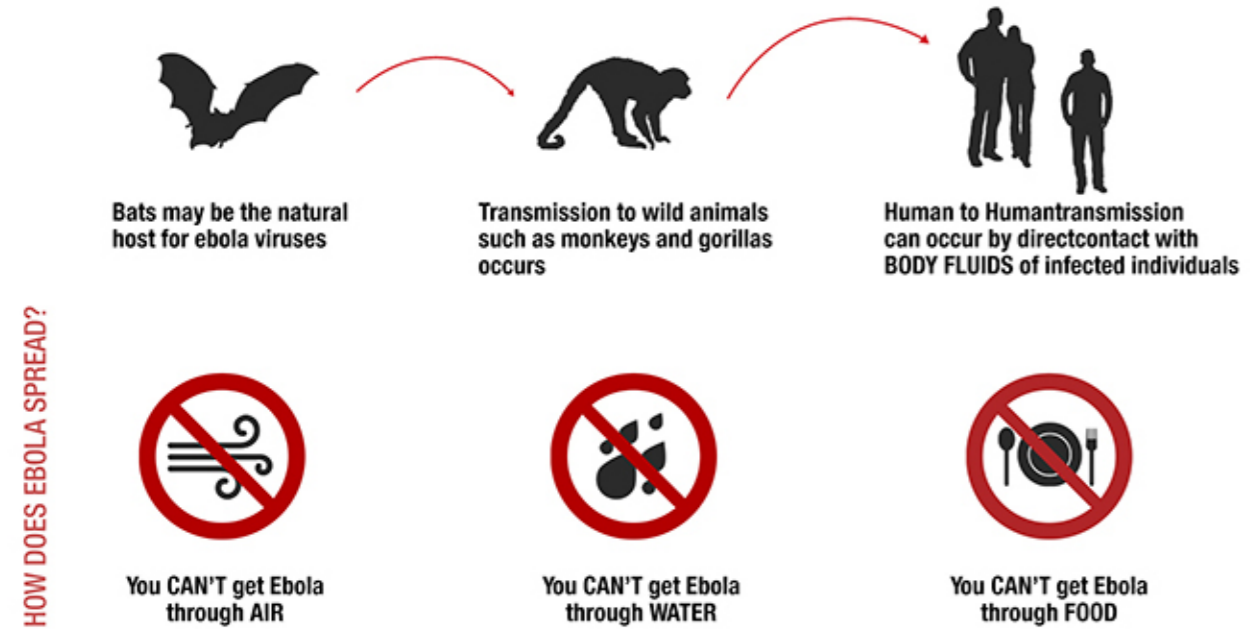 Bats may be the natural
host for ebola viruses
Transmission to wild animals
such as monkeys and gorillas
occurs
Human to Humantransmission
can occur by directcontact with
BODY FLUIDS of infected individuals
HOW DOES EBOLA SPREAD?
You CAN'T get Ebola
through AIR
You CAN'T get Ebola
through WATER
You CAN'T get Ebola
through FOOD